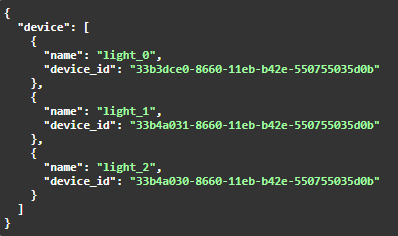 {
  "device": [
    {
      "name": "light_0",
      "device_id": "33b3dce0-8660-11eb-b42e-550755035d0b"
    },
    {
      "name": "light_1",
      "device_id": "33b4a031-8660-11eb-b42e-550755035d0b"
    },
    {
      "name": "light_2",
      "device_id": "33b4a030-8660-11eb-b42e-550755035d0b"
    }
  ]
}